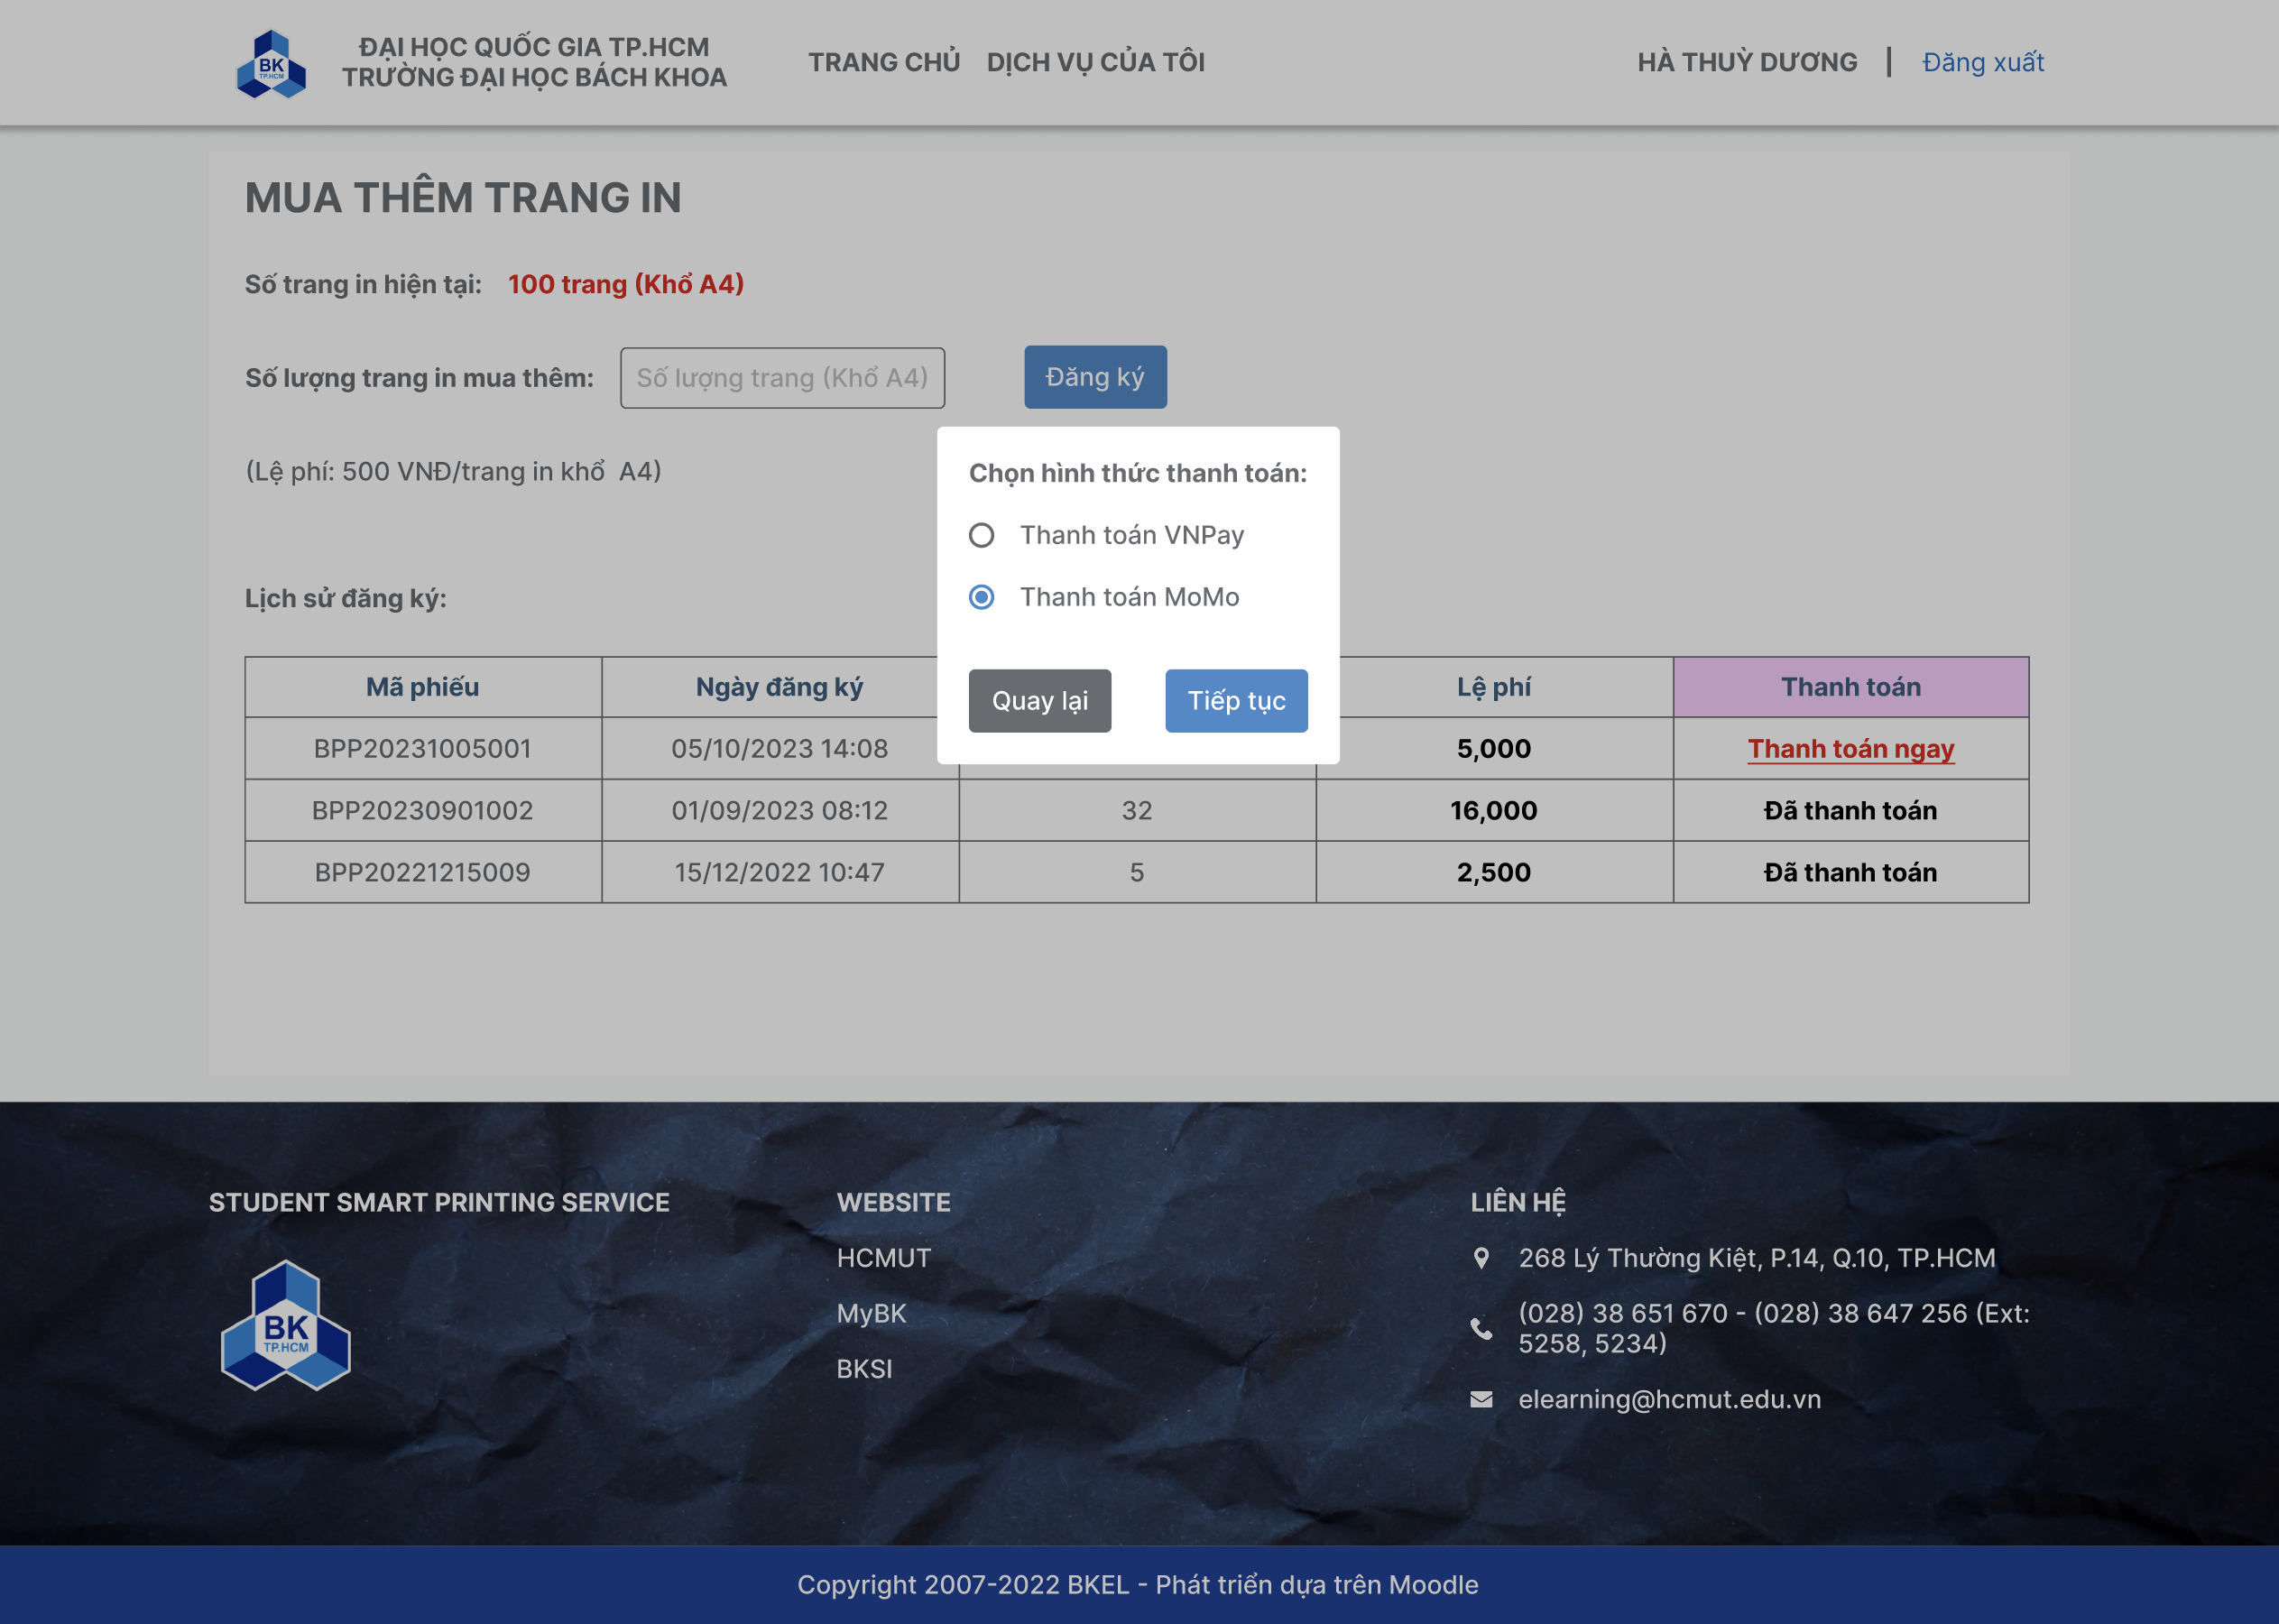 BK
TP.HCM
ĐẠI HỌC QUỐC GIA TP.HCM
TRƯỜNG ĐẠI HỌC BÁCH KHOA
TRANG CHỦ
DỊCH VỤ CỦA TÔI
HÀ THUỲ DƯƠNG
Đăng xuất
MUA THÊM TRANG IN
Số trang in hiện tại: 100 trang (Khổ A4)
Số lượng trang in mua thêm: Số lượng trang (Khổ A4) Đăng ký
(Lệ phí: 500 VNĐ/trang in khổ A4)
Chọn hình thức thanh toán:
Thanh toán VNPay
Thanh toán MoMo
Quay lại Tiếp tục
Lịch sử đăng ký:
Mã phiếu Ngày đăng ký Lệ phí Thanh toán
BPP20231005001 05/10/2023 14:08 5,000 Thanh toán ngay
BPP20230901002 01/09/2023 08:12 32 16,000 Đã thanh toán
BPP20221215009 15/12/2022 10:47 5 2,500 Đã thanh toán
STUDENT SMART PRINTING SERVICE
BK
TP.HCM
WEBSITE
HCMUT
MyBK
BKSI
LIÊN HỆ
268 Lý Thường Kiệt, P.14, Q.10, TP.HCM
(028) 38 651 670 - (028) 38 647 256 (Ext:
5258, 5234)
elearning@hcmut.edu.vn
Copyright 2007-2022 BKEL - Phát triển dựa trên Moodle